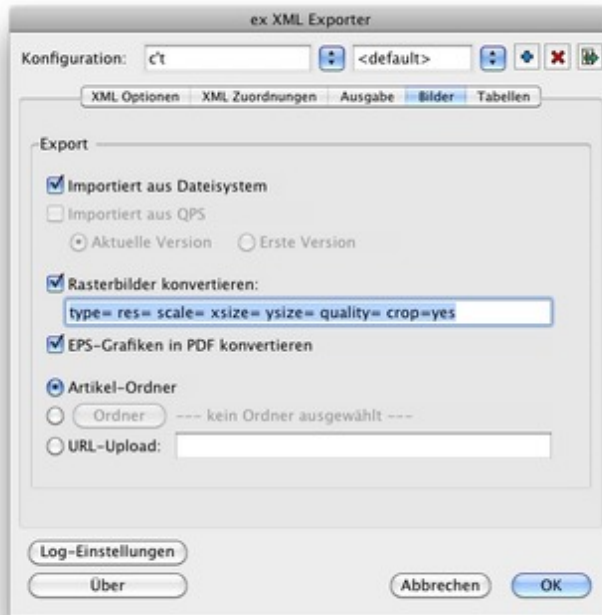 ex XML Exporter
Konfiguration: c't <default>
XML Optionen XML Zuordnungen Ausgabe Bilder Tabellen
Export
Importiert aus Dateisystem
Importiert aus QPS
Aktuelle Version Erste Version
Rasterbilder konvertieren:
type= res= scale= xsize= ysize= quality= crop=yes
EPS-Grafiken in PDF konvertieren
Artikel-Ordner
Ordner --- kein Ordner ausgewählt ---
URL-Upload:
Log-Einstellungen
Über Abbrechen OK